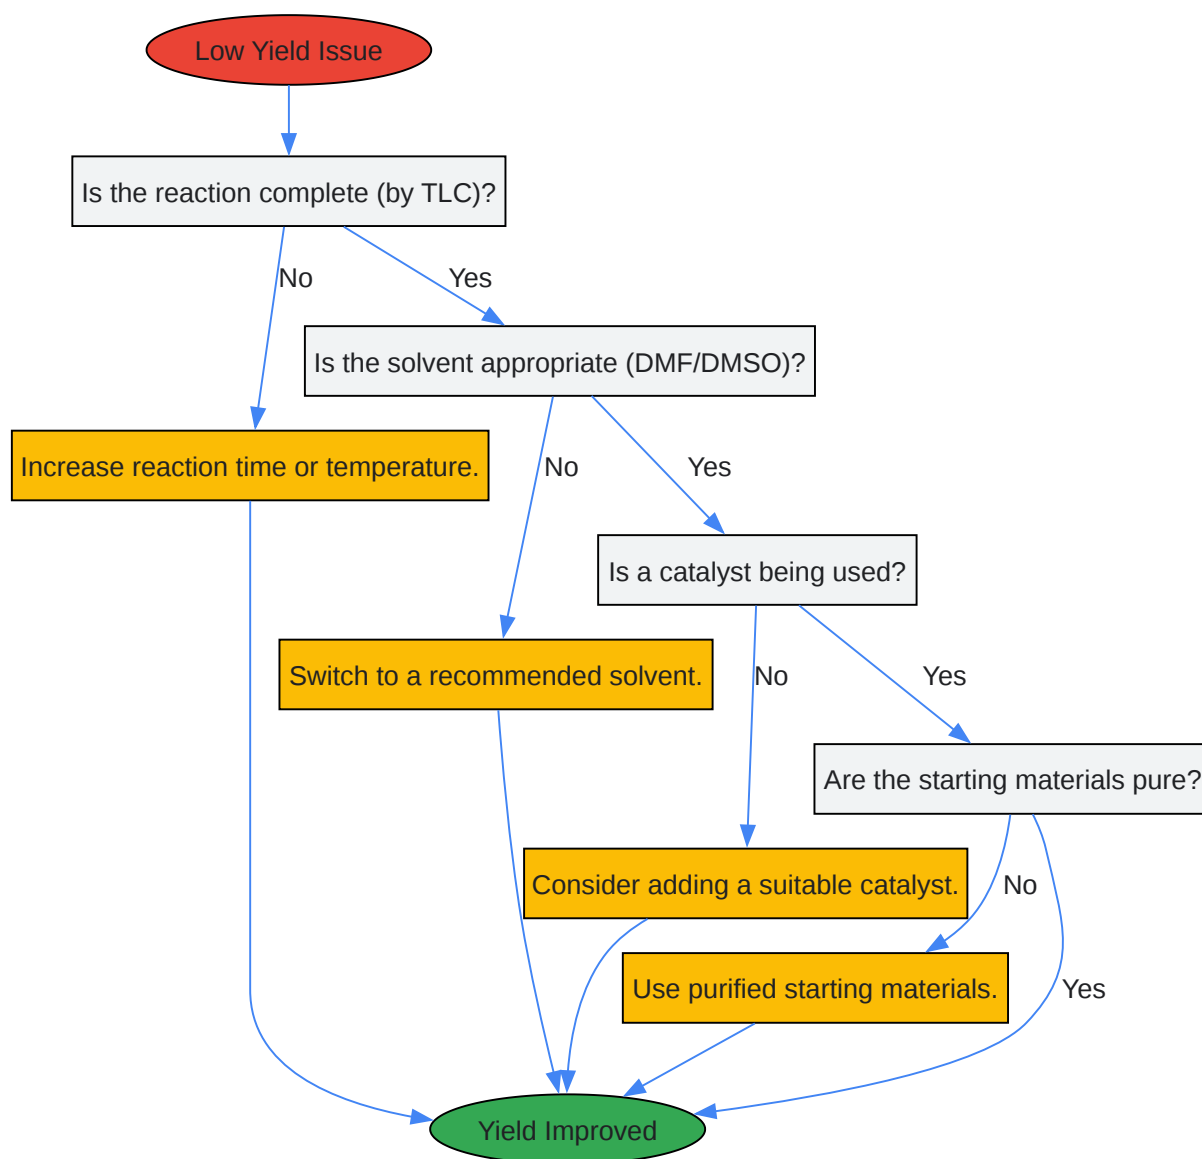 Low Yield Issue
Is the reaction complete (by TLC)?
No
Yes
Is the solvent appropriate (DMF/DMSO)?
Increase reaction time or temperature.
No
Yes
Is a catalyst being used?
Switch to a recommended solvent.
No
Yes
Are the starting materials pure?
Consider adding a suitable catalyst.
No
Use purified starting materials.
Yes
Yield Improved